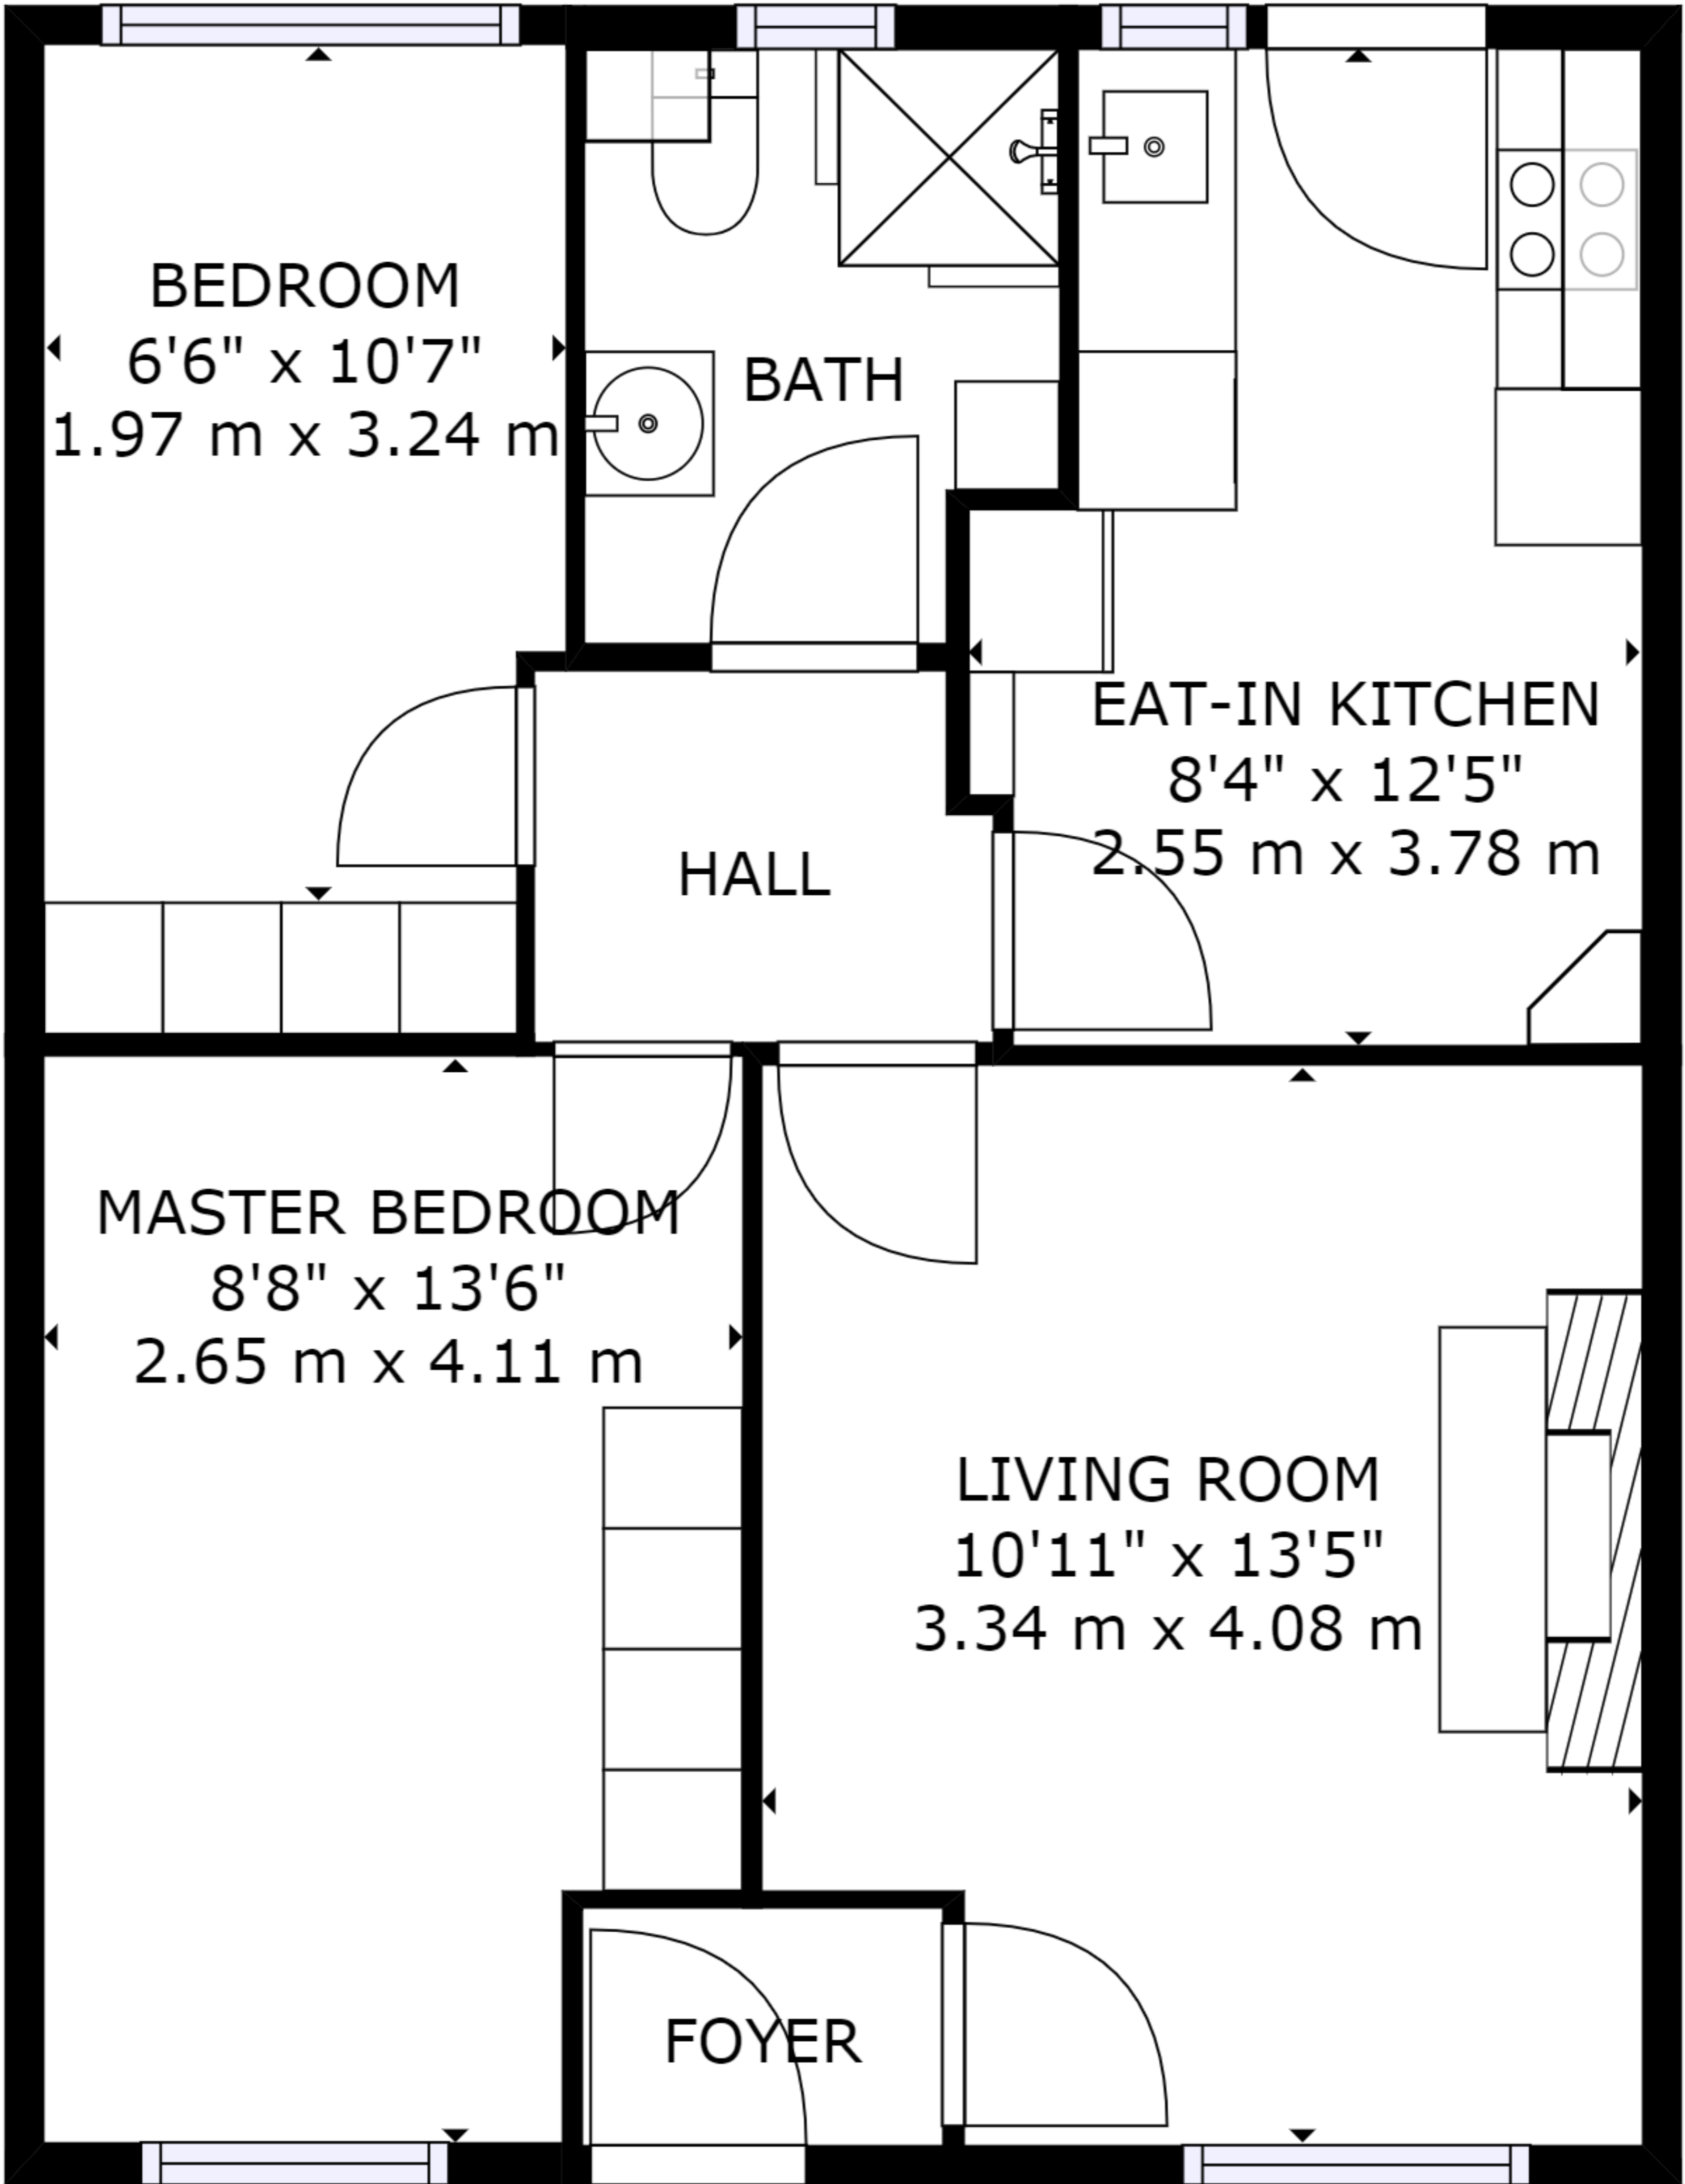 BEDROOM
6'6" x 10'7"
1.97 m x 3.24 m
BATH
EAT-IN KITCHEN
8'4" x 12'5"
2.55 m x 3.78 m
HALL
MASTER BEDROOM
8'8" x 13'6"
2.65 m x 4.11 m
LIVING ROOM
10'11" x 13'5"
3.34 m x 4.08 m
FOYER